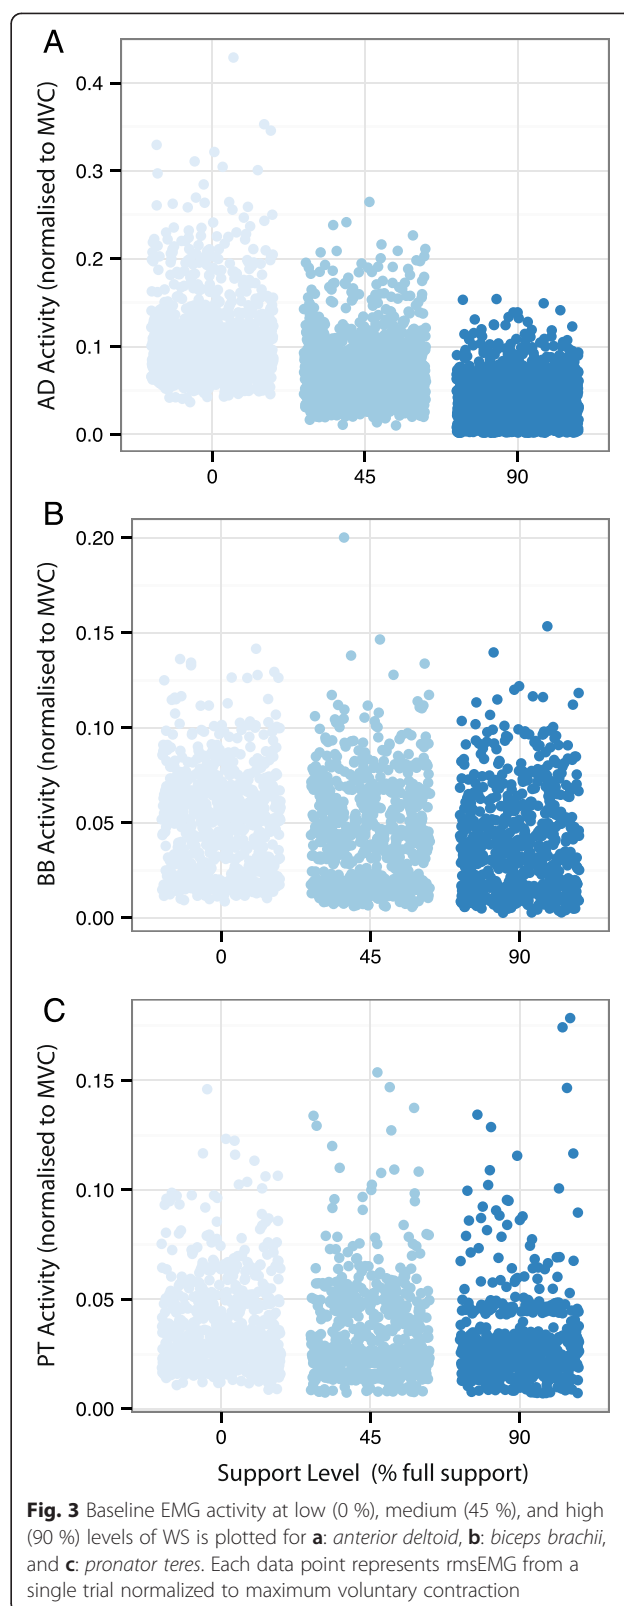 A
AD Activity (normalised to MVC)
0.4
0.3
0.2
0.1
0.0
0
45
90
B
BB Activity (normalised to MVC)
0.20
0.15
0.10
0.05
0.00
0
45
90
C
PT Activity (normalised to MVC)
0.15
0.10
0.05
0.00
0
45
90
Support Level (% full support)
Fig. 3 Baseline EMG activity at low (0 %), medium (45 %), and high
(90 %) levels of WS is plotted for a: anterior deltoid, b: biceps brachii,
and c: pronator teres. Each data point represents rmsEMG from a
single trial normalized to maximum voluntary contraction